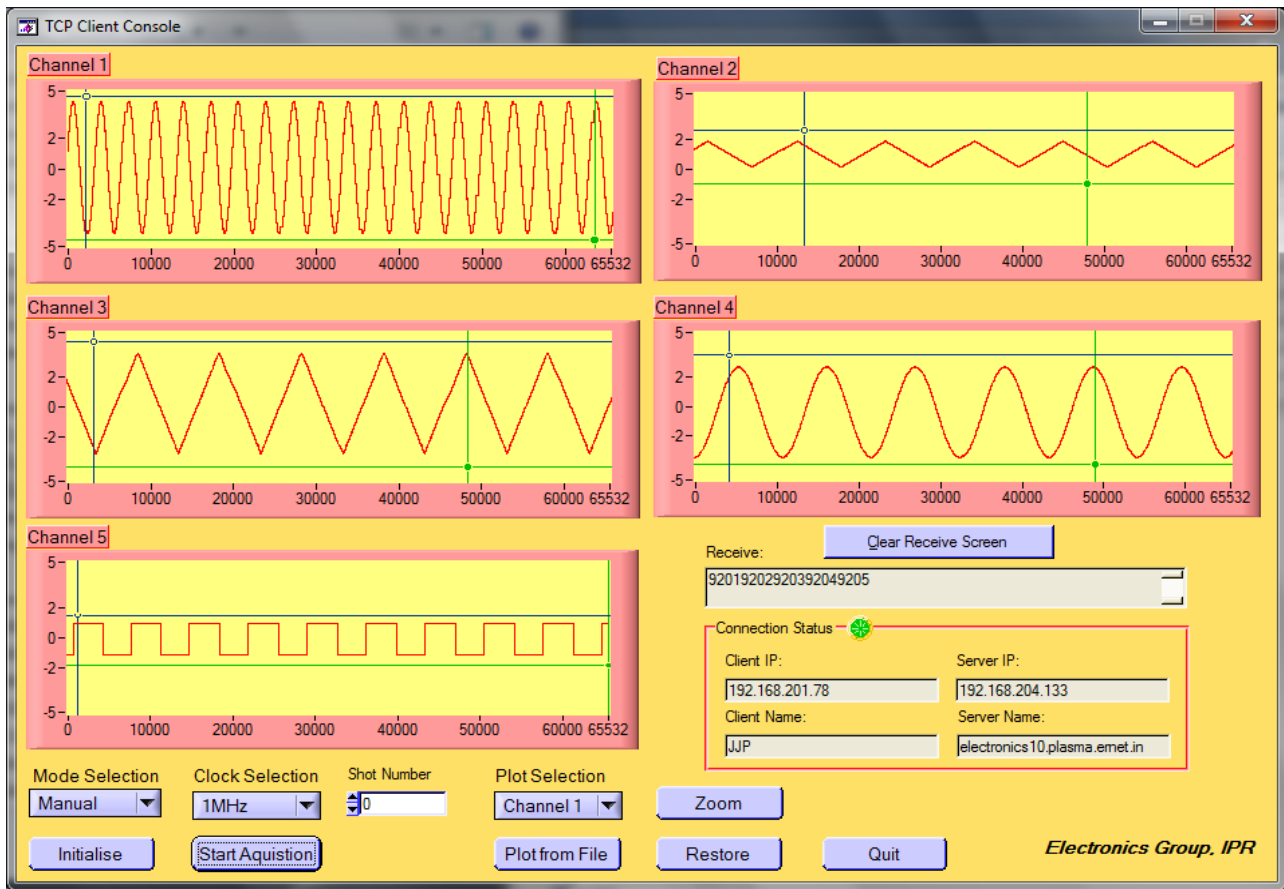 TCP Client Console
Channel 1
5
2
0
-2
-5
0 10000 20000 30000 40000 50000 60000 65532
Channel 2
5
2
0
-2
-5
0 10000 20000 30000 40000 50000 60000 65532
Channel 3
5
2
0
-2
-5
0 10000 20000 30000 40000 50000 60000 65532
Channel 4
5
2
0
-2
-5
0 10000 20000 30000 40000 50000 60000 65532
Channel 5
5
2
0
-2
-5
0 10000 20000 30000 40000 50000 60000 65532
Clear Receive Screen
Receive:
92019202920392049205
Connection Status
Client IP: Server IP:
192.168.201.78 192.168.204.133
Client Name: Server Name:
JJP electronics10.plasma.ernet.in
Mode Selection Clock Selection Shot Number Plot Selection
Manual 1MHz 0 Channel 1 Zoom
Initialise Start Aquistion Plot from File Restore Quit Electronics Group, IPR